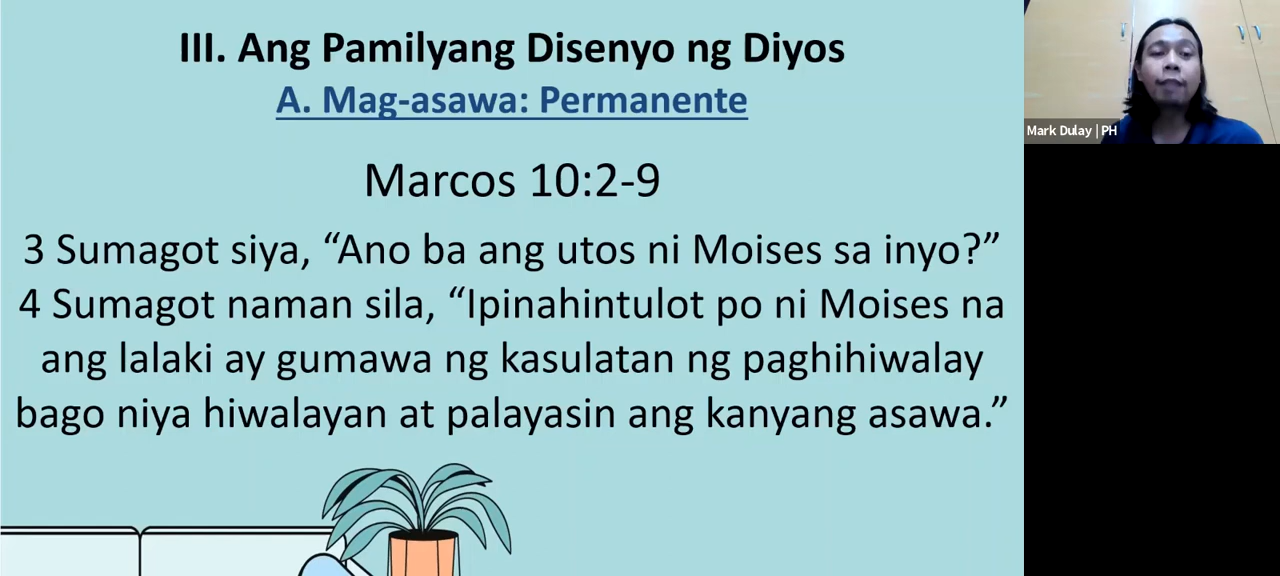 III. Ang Pamilyang Disenyo ng Diyos
A. Mag-asawa: Permanente
Marcos 10:2-9
3 Sumagot siya, “Ano ba ang utos ni Moises sa inyo?”
4 Sumagot naman sila, “Ipinahintulot po ni Moises na
ang lalaki ay gumawa ng kasulatan ng paghihiwalay
bago niya hiwalayan at palayasin ang kanyang asawa.”
Mark Dulay | PH